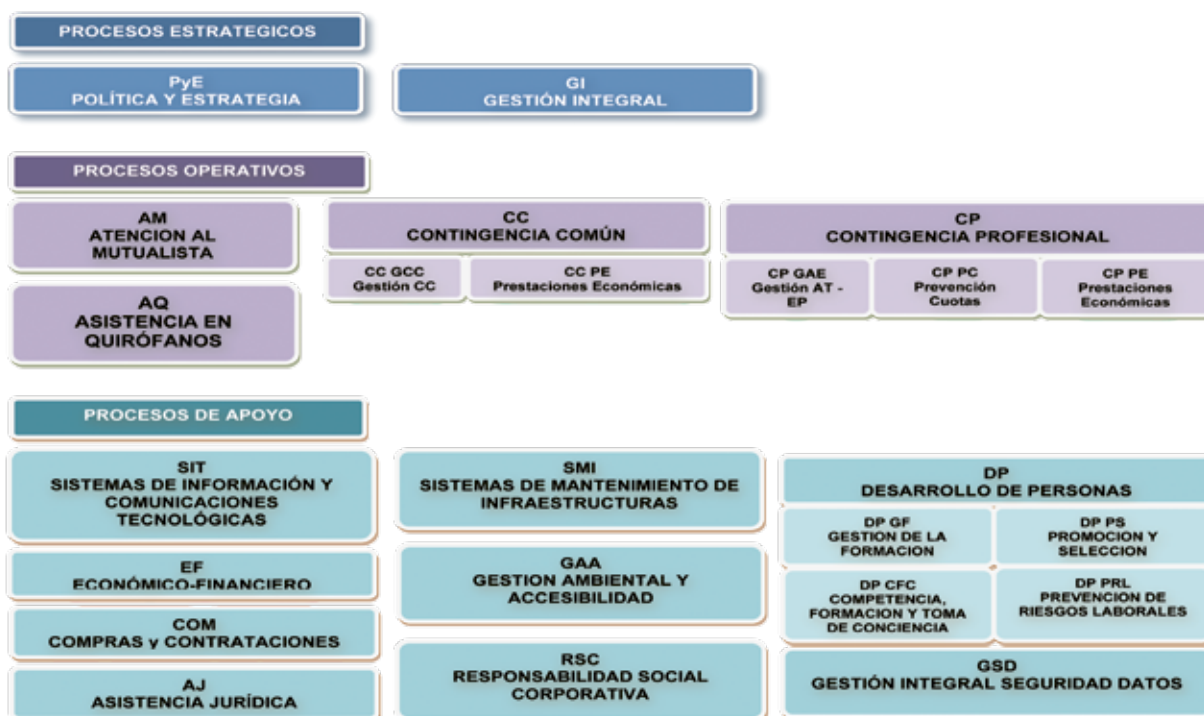 PROCESOS ESTRATEGICOS
PyE
POLÍTICA Y ESTRATEGIA
GI
GESTIÓN INTEGRAL
PROCESOS OPERATIVOS
AM
ATENCION AL
MUTUALISTA
CC
CONTINGENCIA COMÚN
CP
CONTINGENCIA PROFESIONAL
CC GCC
Gestión CC
CC PE
Prestaciones Económicas
CP GAE
Gestión AT -
EP
CP PC
Prevención
Cuotas
CP PE
Prestaciones
Económicas
AQ
ASISTENCIA EN
QUIRÓFANOS
PROCESOS DE APOYO
SIT
SISTEMAS DE INFORMACIÓN Y
COMUNICACIONES
TECNOLÓGICAS
EF
ECONÓMICO-FINANCIERO
COM
COMPRAS y CONTRATACIONES
AJ
ASISTENCIA JURÍDICA
SMI
SISTEMAS DE MANTENIMIENTO DE
INFRAESTRUCTURAS
GAA
GESTION AMBIENTAL Y
ACCESIBILIDAD
RSC
RESPONSABILIDAD SOCIAL
CORPORATIVA
DP
DESARROLLO DE PERSONAS
DP GF
GESTION DE LA
FORMACION
DP PS
PROMOCION Y
SELECCION
DP CFC
COMPETENCIA,
FORMACION Y TOMA
DE CONCIENCIA
DP PRL
PREVENCION DE
RIESGOS LABORALES
GSD
GESTIÓN INTEGRAL SEGURIDAD DATOS